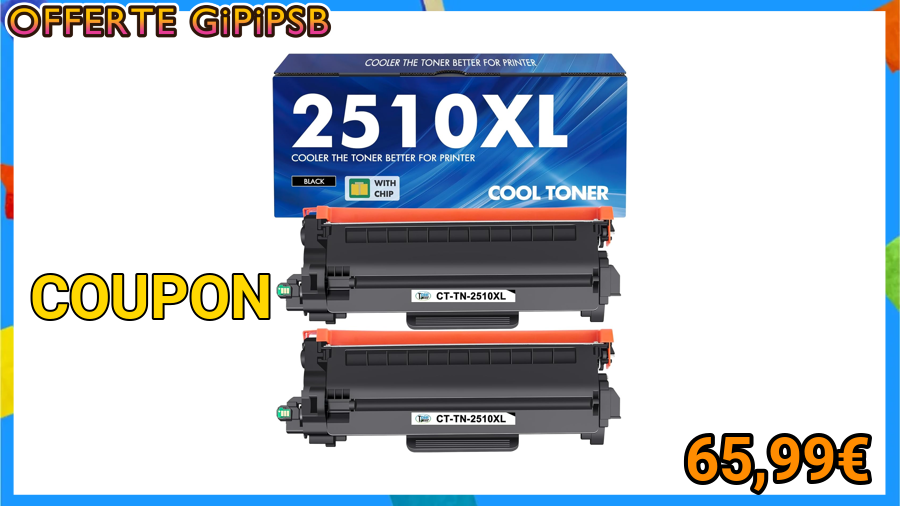 OFFERTE GiPiPSB
COOLER THE TONER BETTER FOR PRINTER
2510XL
COOLER THE TONER BETTER FOR PRINTER
BLACK
WITH
CHIP
COOL TONER
COUPON
CT-TN-2510XL
CT-TN-2510XL
65,99€